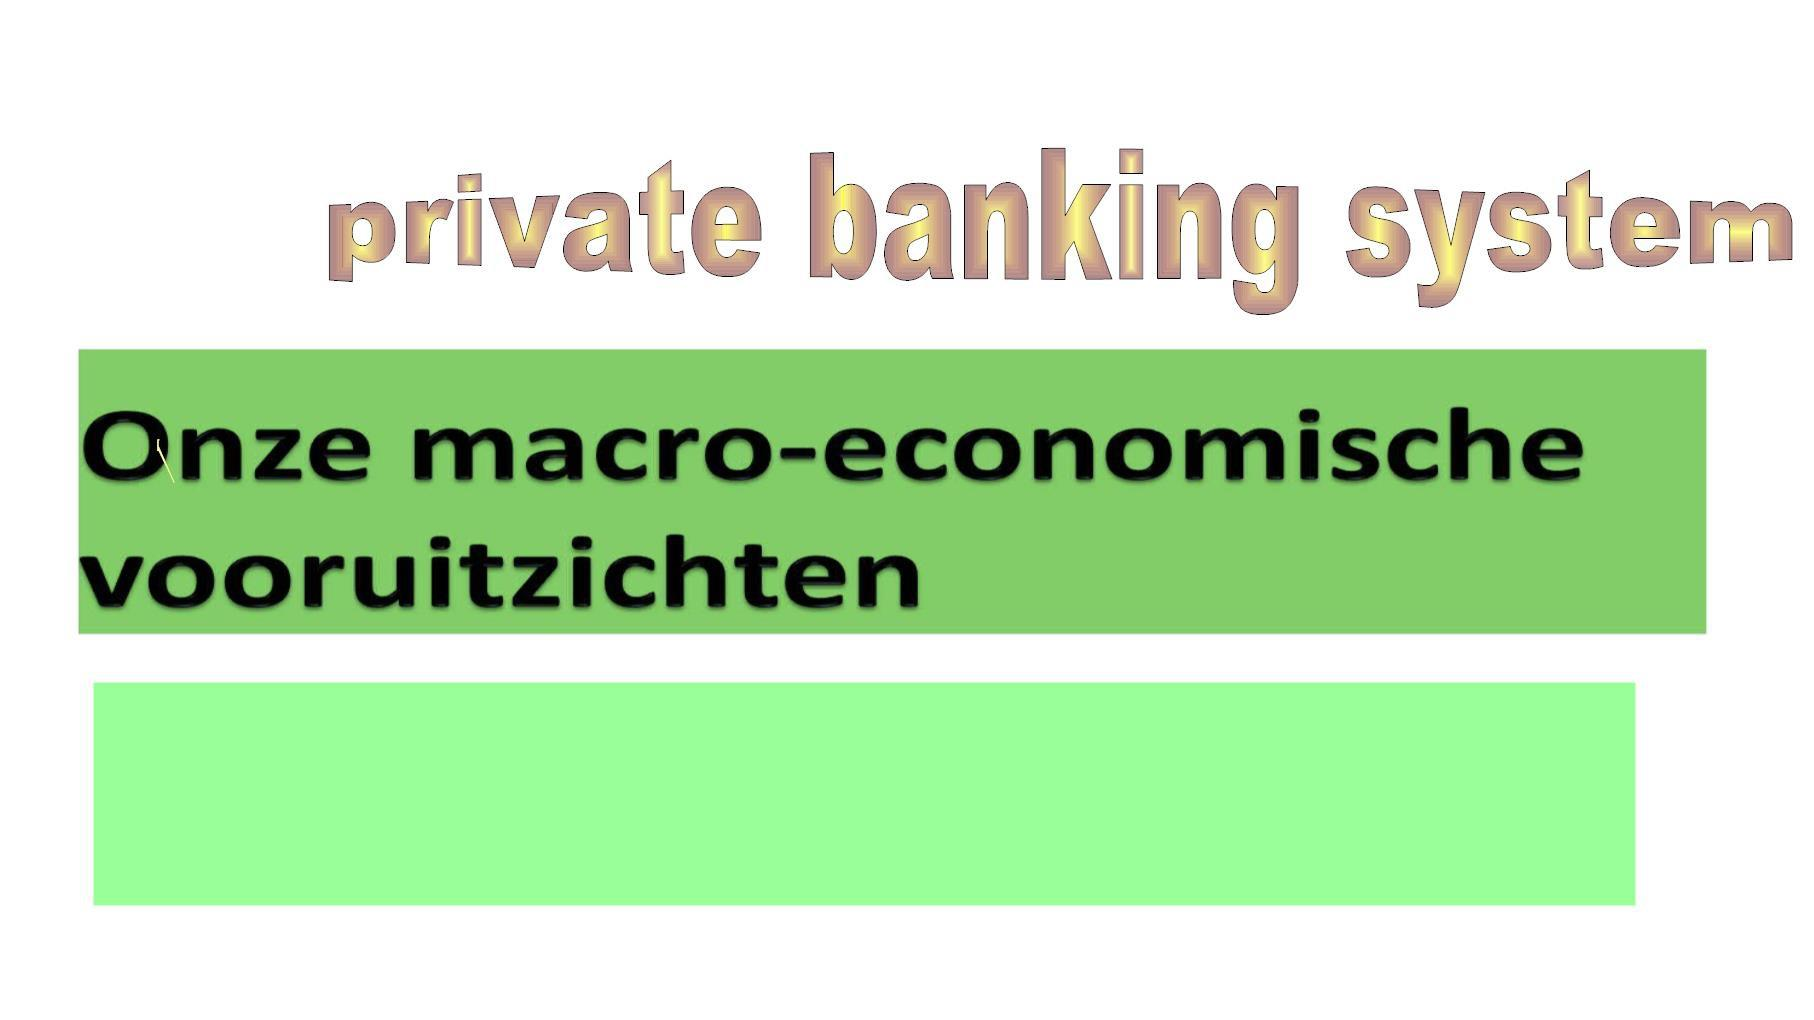 private banking system
Onze macro-economische
vooruitzichten